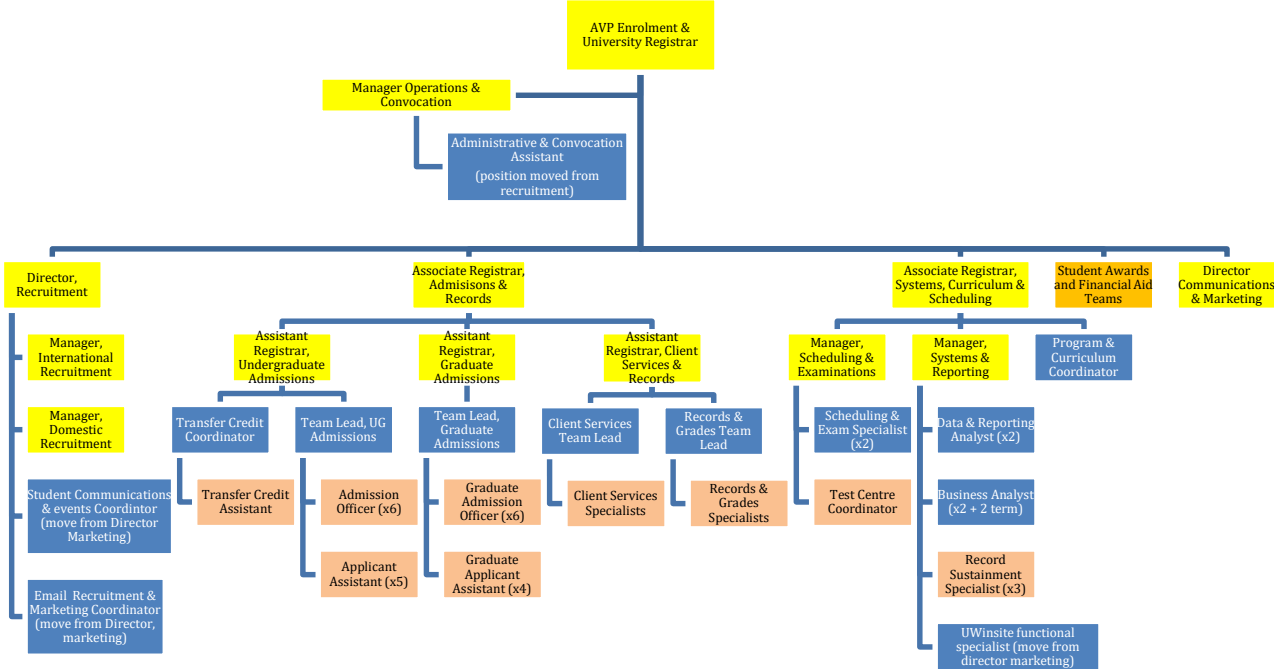 AVP Enrolment &
University Registrar
Manager Operations &
Convocation
Administrative & Convocation
Assistant
(position moved from
recruitment)
Director,
Recruitment
Manager,
International
Recruitment
Manager,
Domestic
Recruitment
Student Communications
& events Coordintor
(move from Director
Marketing)
Email Recruitment &
Marketing Coordinator
(move from Director,
marketing)
Associate Registrar,
Admisisons &
Records
Assistant
Registrar,
Undergraduate
Admissions
Transfer Credit
Coordinator
Transfer Credit
Assistant
Team Lead, UG
Admissions
Admission
Officer (x6)
Applicant
Assistant (x5)
Assitant
Registrar,
Graduate
Admissions
Team Lead,
Graduate
Admissions
Graduate
Admission
Officer (x6)
Graduate
Applicant
Assistant (x4)
Assistant
Registrar, Client
Services &
Records
Client Services
Team Lead
Client Services
Specialists
Records &
Grades Team
Lead
Records &
Grades
Specialists
Associate Registrar,
Systems, Curriculum &
Scheduling
Manager,
Scheduling &
Examinations
Scheduling &
Exam Specialist
(x2)
Test Centre
Coordinator
Manager,
Systems &
Reporting
Data & Reporting
Analyst (x2)
Business Analyst
(x2 + 2 term)
Record
Sustainment
Specialist (x3)
UWinsite functional
specialist (move from
director marketing)
Program &
Curriculum
Coordinator
Student Awards
and Financial Aid
Teams
Director
Communications
& Marketing